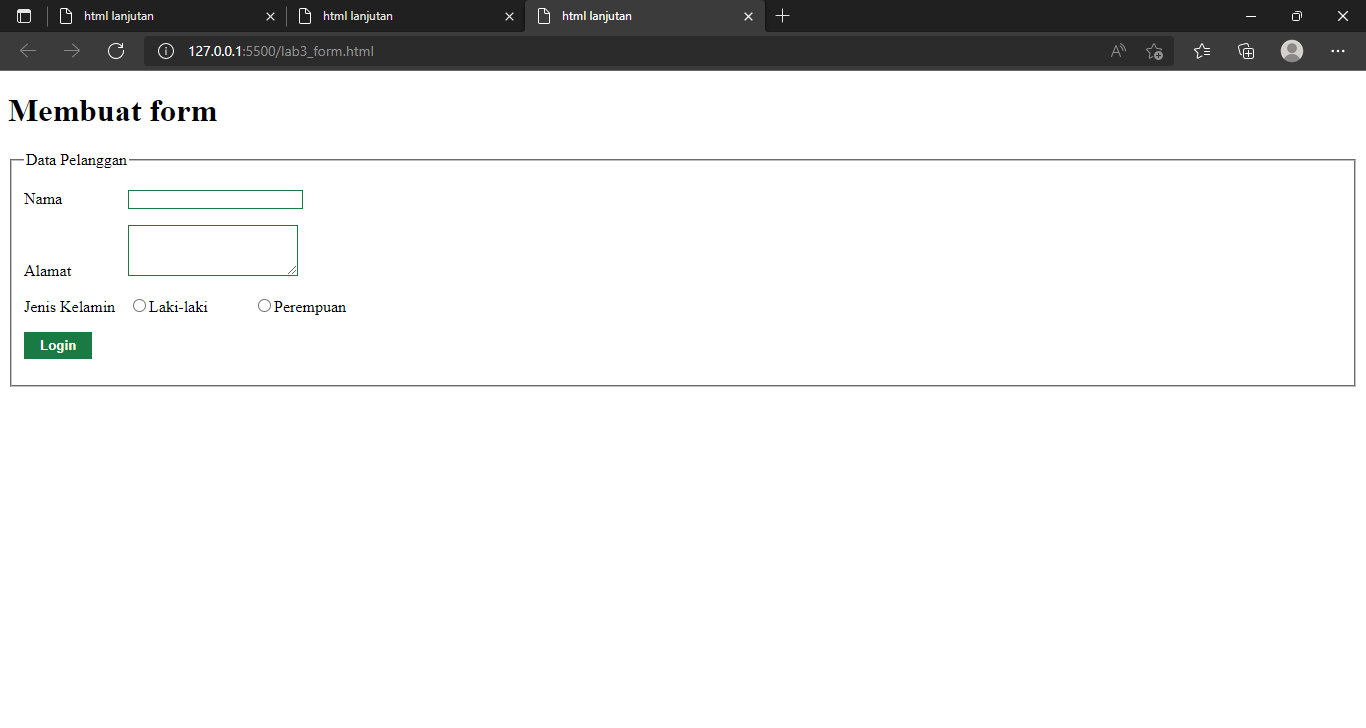 html lanjutan
html lanjutan
html lanjutan
127.0.0.1:5500/lab3_form.html
Membuat form
Data Pelanggan
Nama
Alamat
Jenis Kelamin Laki-laki Perempuan
Login